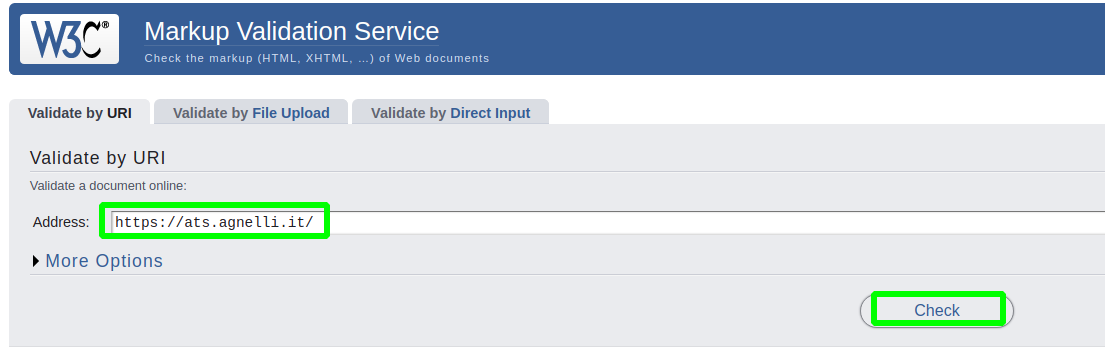 W3C® Markup Validation Service
Check the markup (HTML, XHTML, …) of Web documents
Validate by URI Validate by File Upload Validate by Direct Input
Validate by URI
Validate a document online:
Address: https://ats.agnelli.it/
More Options
Check